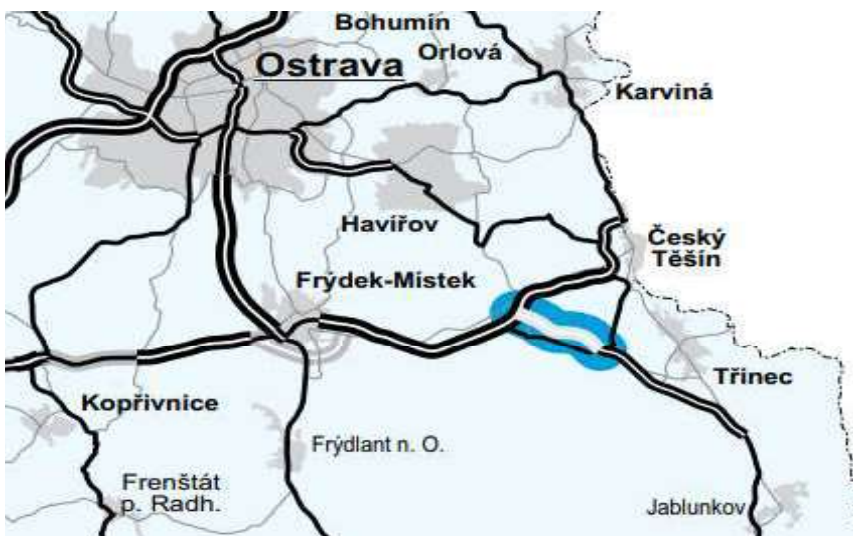 Bohumín
Orlová
Ostrava
Karviná
Havířov
Český
Těšín
Frýdek-Místek
Třinec
Kopřivnice
Frýdlant n. O.
Frenštát
p. Radh.
Jablunkov